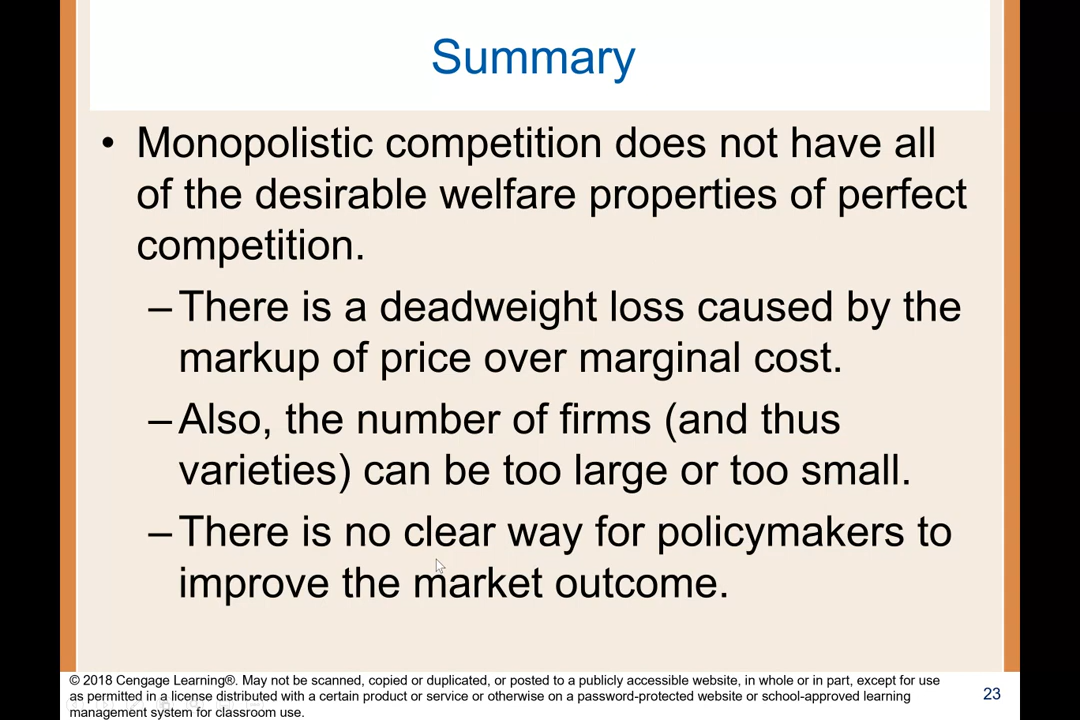 Summary
• Monopolistic competition does not have all
of the desirable welfare properties of perfect
competition.
–There is a deadweight loss caused by the
markup of price over marginal cost.
–Also, the number of firms (and thus
varieties) can be too large or too small.
–There is no clear way for policymakers to
improve the market outcome.
© 2018 Cengage Learning®. May not be scanned, copied or duplicated, or posted to a publicly accessible website, in whole or in part, except for use
as permitted in a license distributed with a certain product or service or otherwise on a password-protected website or school-approved learning
management system for classroom use.
23